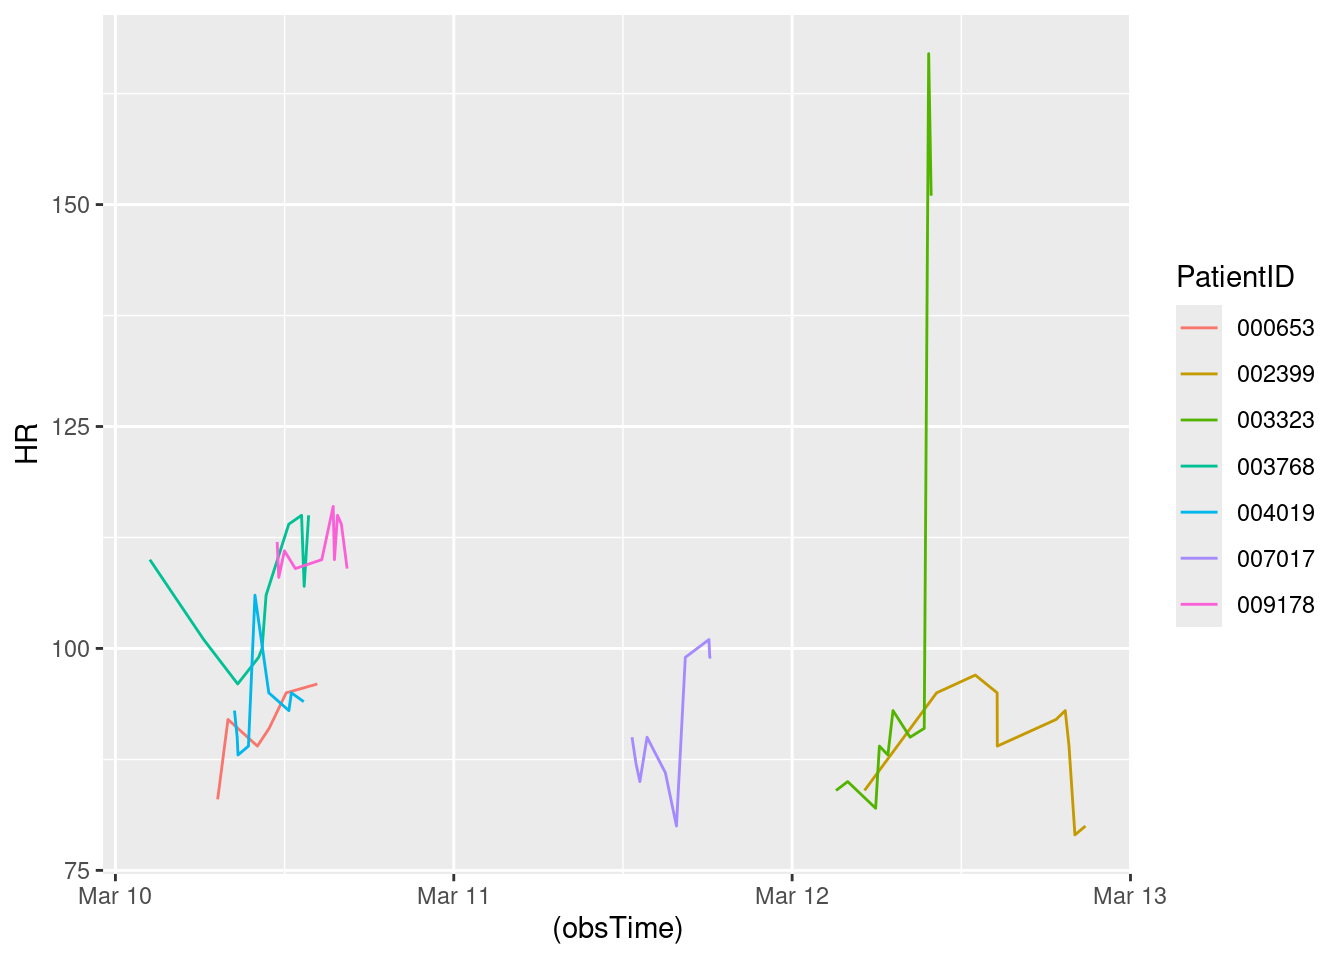 150
125
100
75
HR
Mar 10
Mar 11
Mar 12
Mar 13
(obsTime)
PatientID
000653
002399
003323
003768
004019
007017
009178